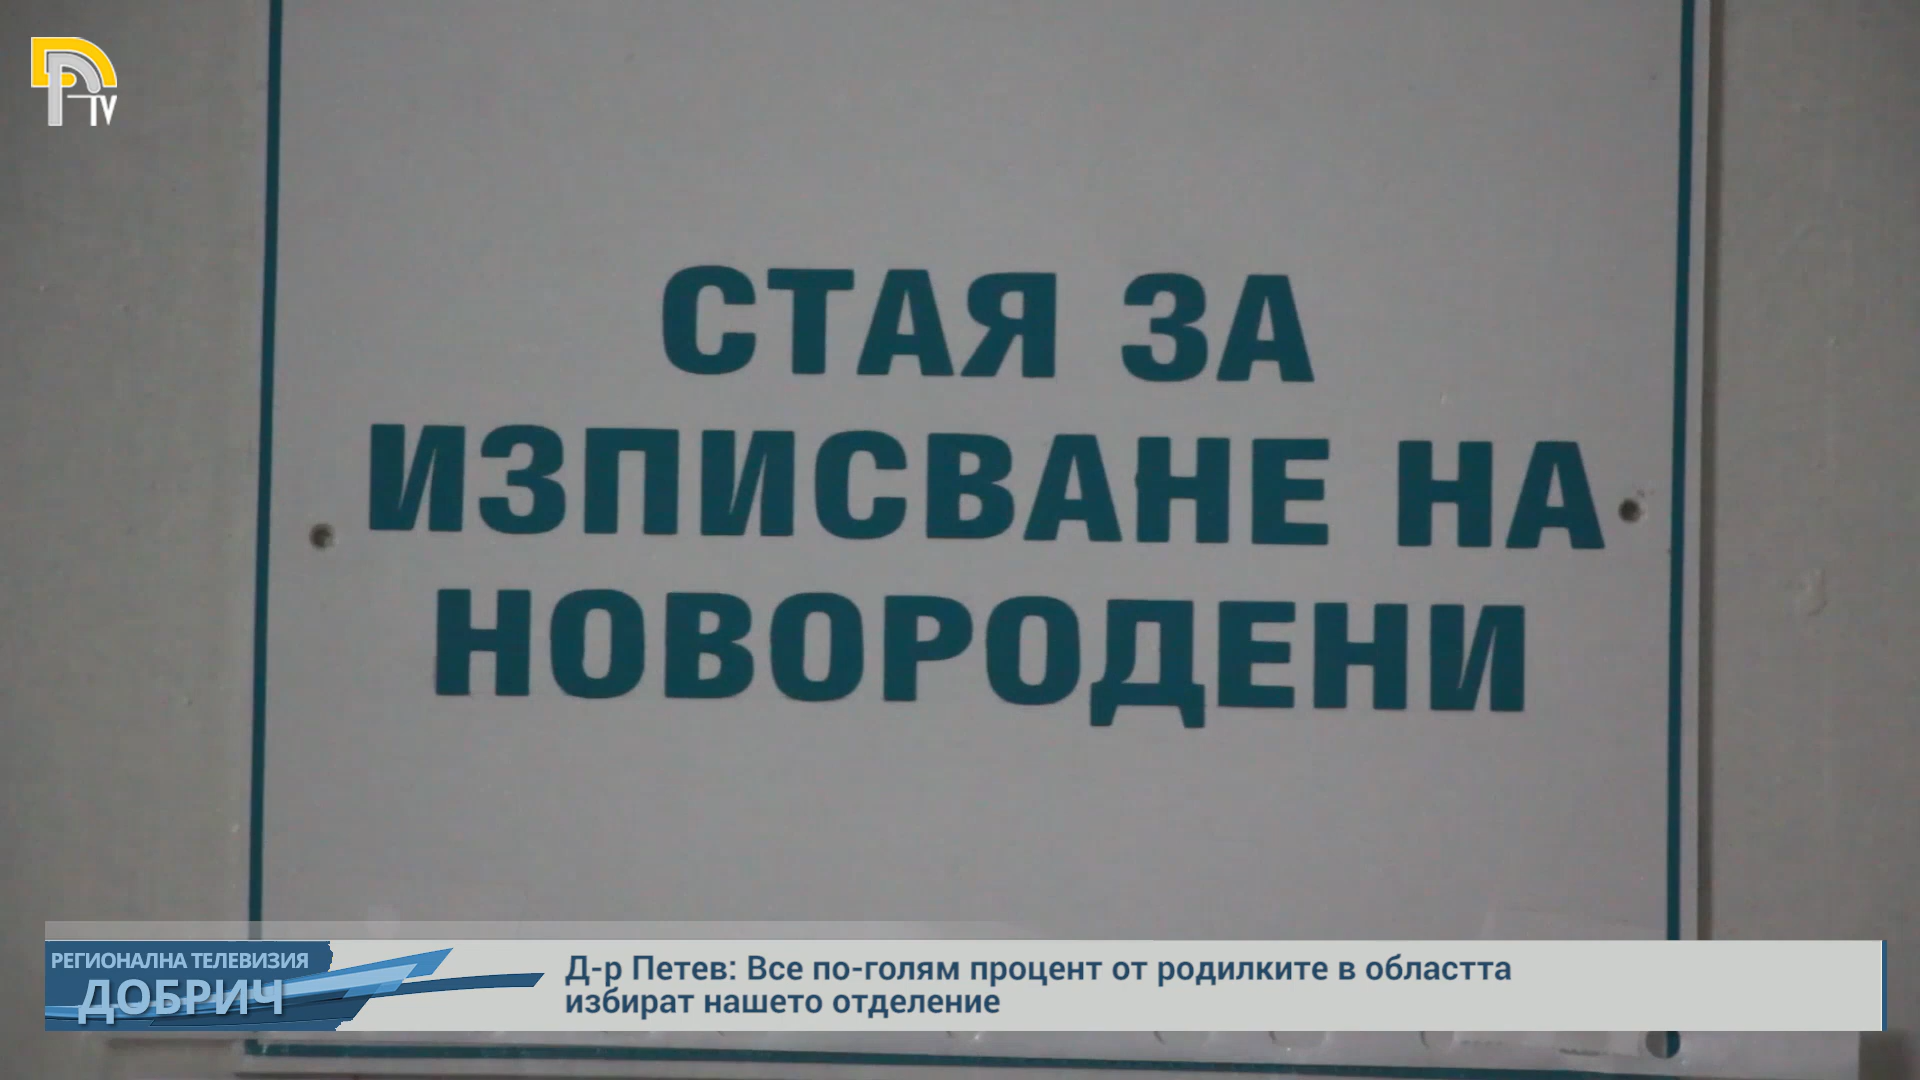 TV
СТАЯ ЗА
ИЗПИСВАНЕ НА
НОВОРОДЕНИ
РЕГИОНАЛНА ТЕЛЕВИЗИЯ
ДОБРИЧ
Д-р Петев: Все по-голям процент от родилките в областта
избират нашето отделение